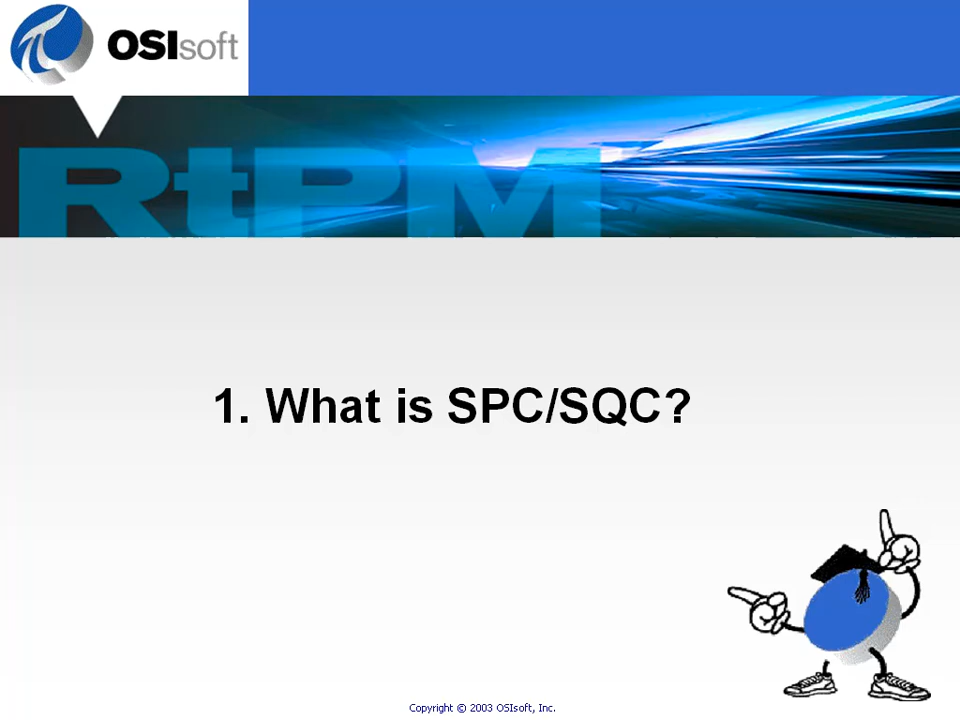 OSIsoft
RtPM
1. What is SPC/SQC?
Copyright © 2003 OSIsoft, Inc.